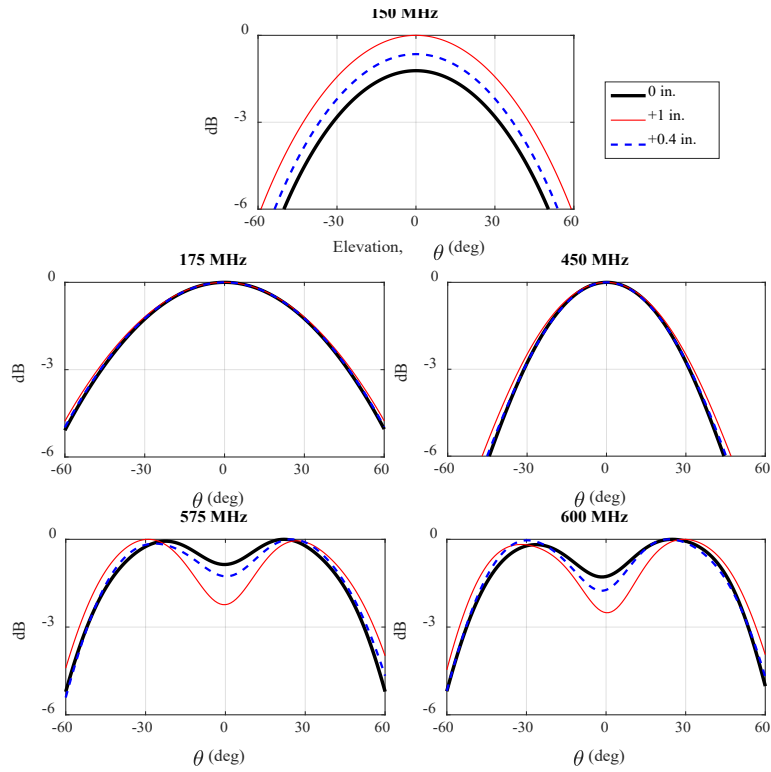 150 MHz
0
-3
-6
dB
-60 -30 0 30 60
Elevation, θ (deg)
0 in.
+1 in.
+0.4 in.
175 MHz
0
-3
-6
dB
-60 -30 0 30 60
θ (deg)
450 MHz
0
-3
-6
dB
-60 -30 0 30 60
θ (deg)
575 MHz
0
-3
-6
dB
-60 -30 0 30 60
θ (deg)
600 MHz
0
-3
-6
dB
-60 -30 0 30 60
θ (deg)